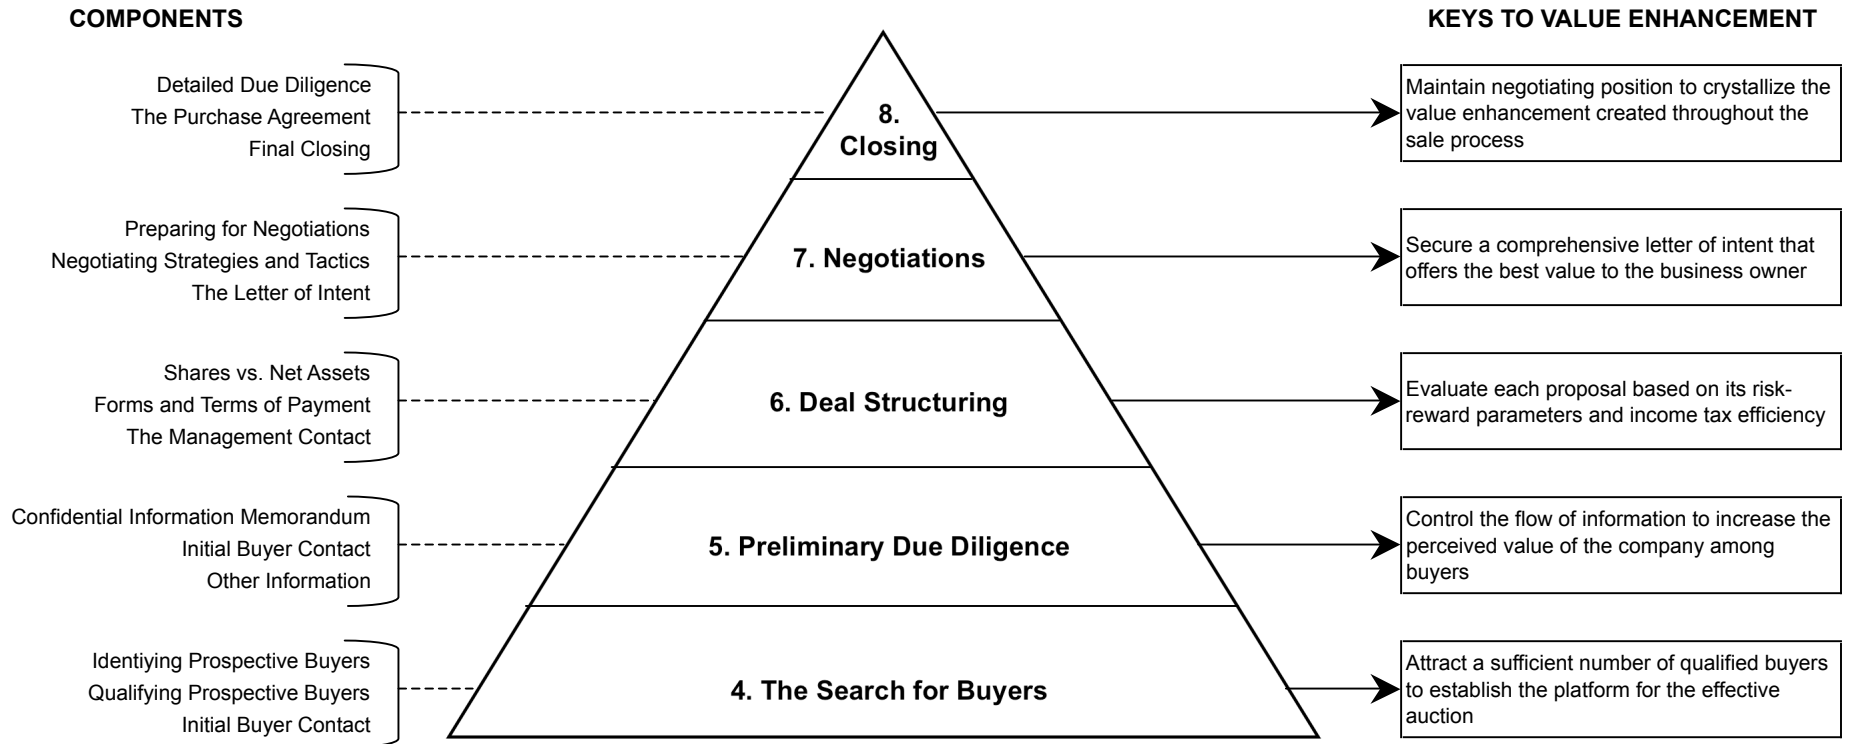 COMPONENTS
KEYS TO VALUE ENHANCEMENT
Detailed Due Diligence
The Purchase Agreement
Final Closing
8.
Closing
Maintain negotiating position to crystallize the
value enhancement created throughout the
sale process
Preparing for Negotiations
Negotiating Strategies and Tactics
The Letter of Intent
7. Negotiations
Secure a comprehensive letter of intent that
offers the best value to the business owner
Shares vs. Net Assets
Forms and Terms of Payment
The Management Contact
6. Deal Structuring
Evaluate each proposal based on its risk-
reward parameters and income tax efficiency
Confidential Information Memorandum
Initial Buyer Contact
Other Information
5. Preliminary Due Diligence
Control the flow of information to increase the
perceived value of the company among
buyers
Identiying Prospective Buyers
Qualifying Prospective Buyers
Initial Buyer Contact
4. The Search for Buyers
Attract a sufficient number of qualified buyers
to establish the platform for the effective
auction